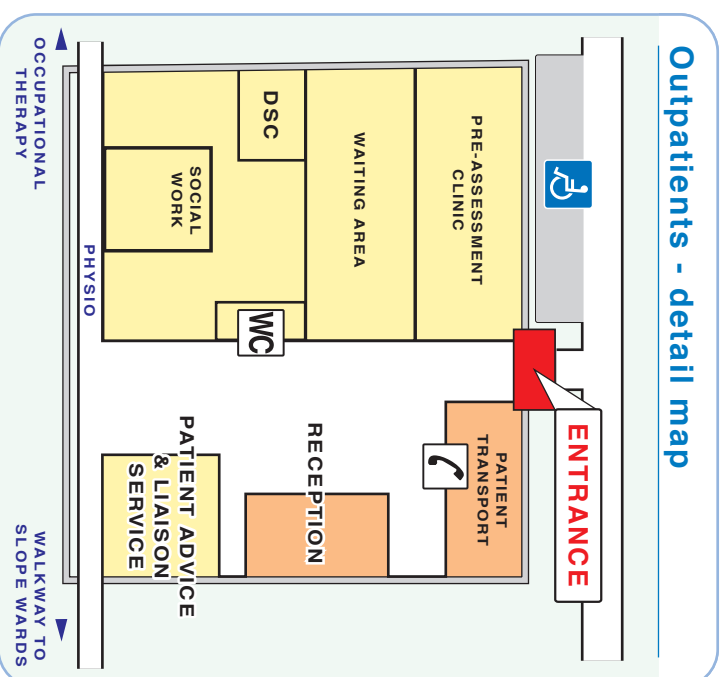 Outpatients - detail map
ENTRANCE
PRE-ASSESSMENT
CLINIC
PATIENT
TRANSPORT
WAITING AREA
RECEPTION
DSC
WC
SOCIAL
WORK
PATIENT ADVICE
& LIAISON
SERVICE
PHYSIO
OCCUPATIONAL
THERAPY
WALKWAY TO
SLOPE WARDS